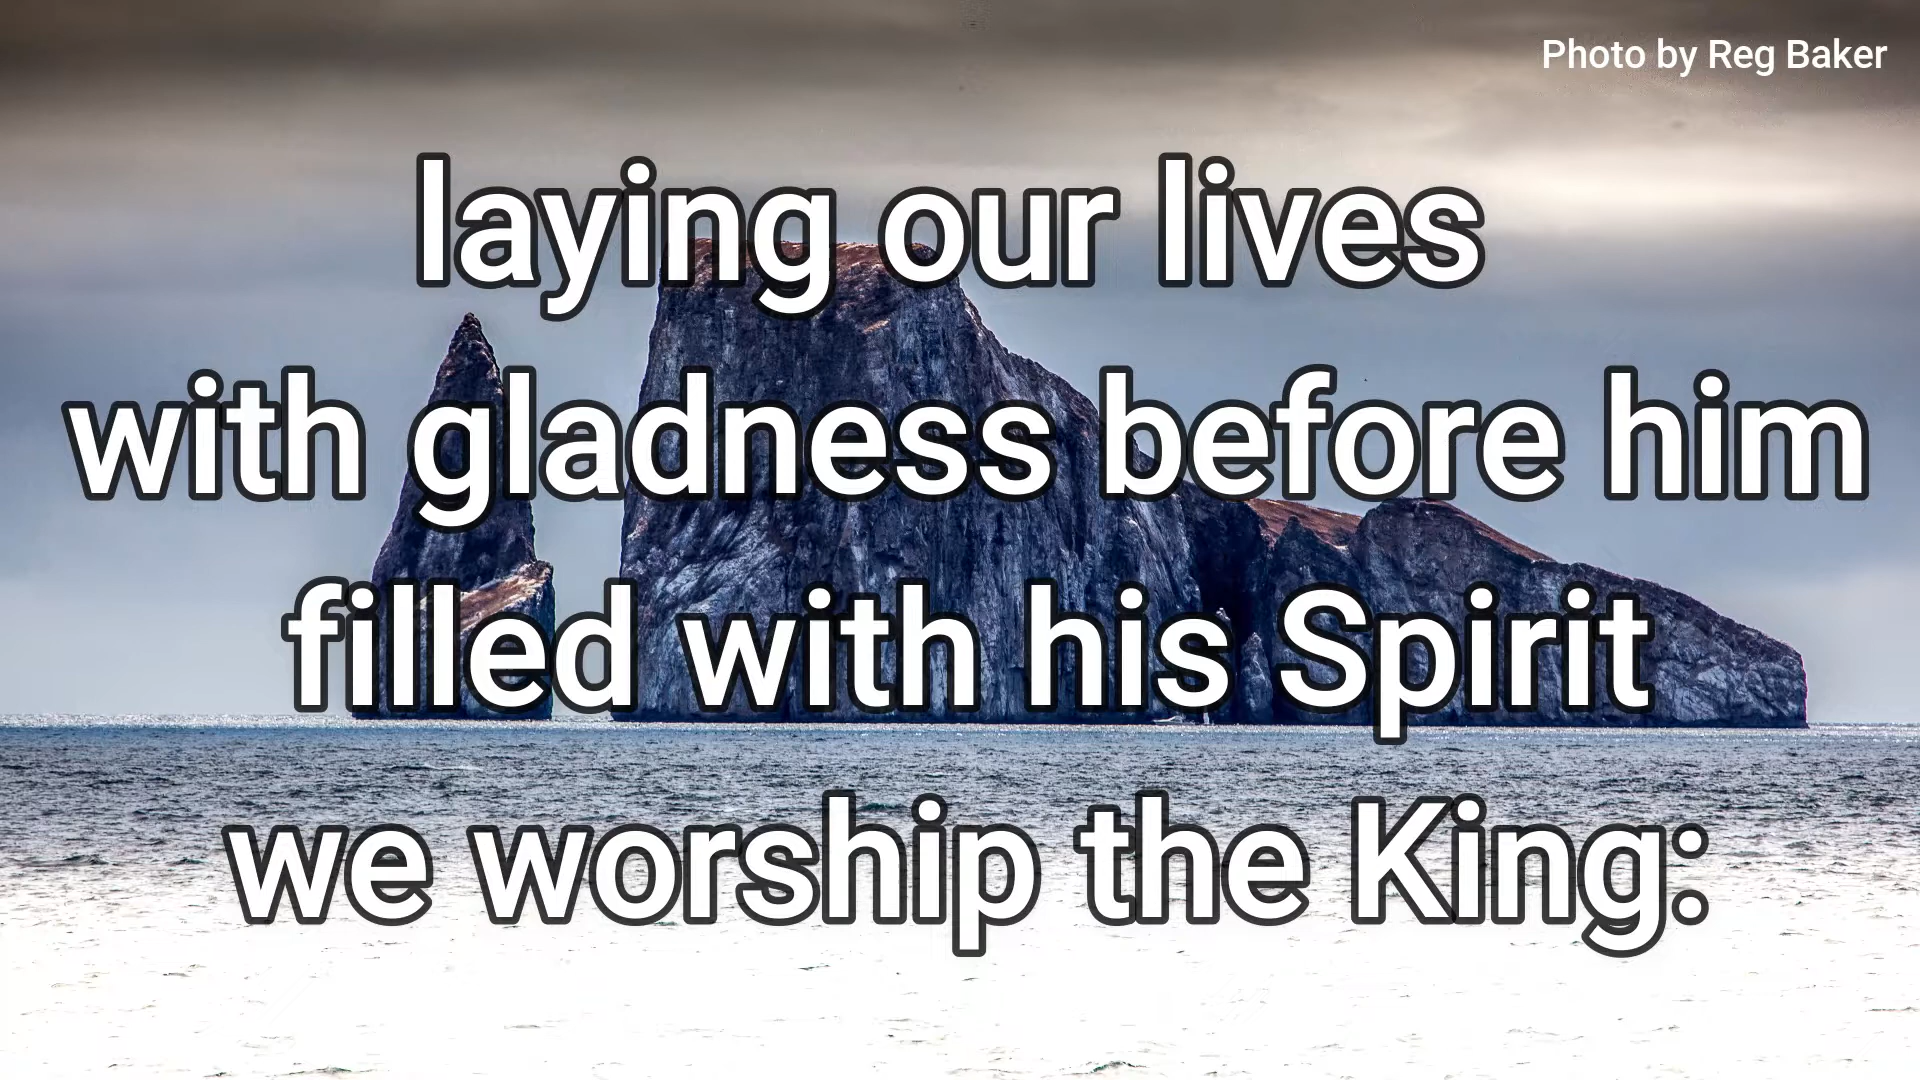 Photo by Reg Baker
laying our lives
with gladness before him
filled with his Spirit
we worship the King: